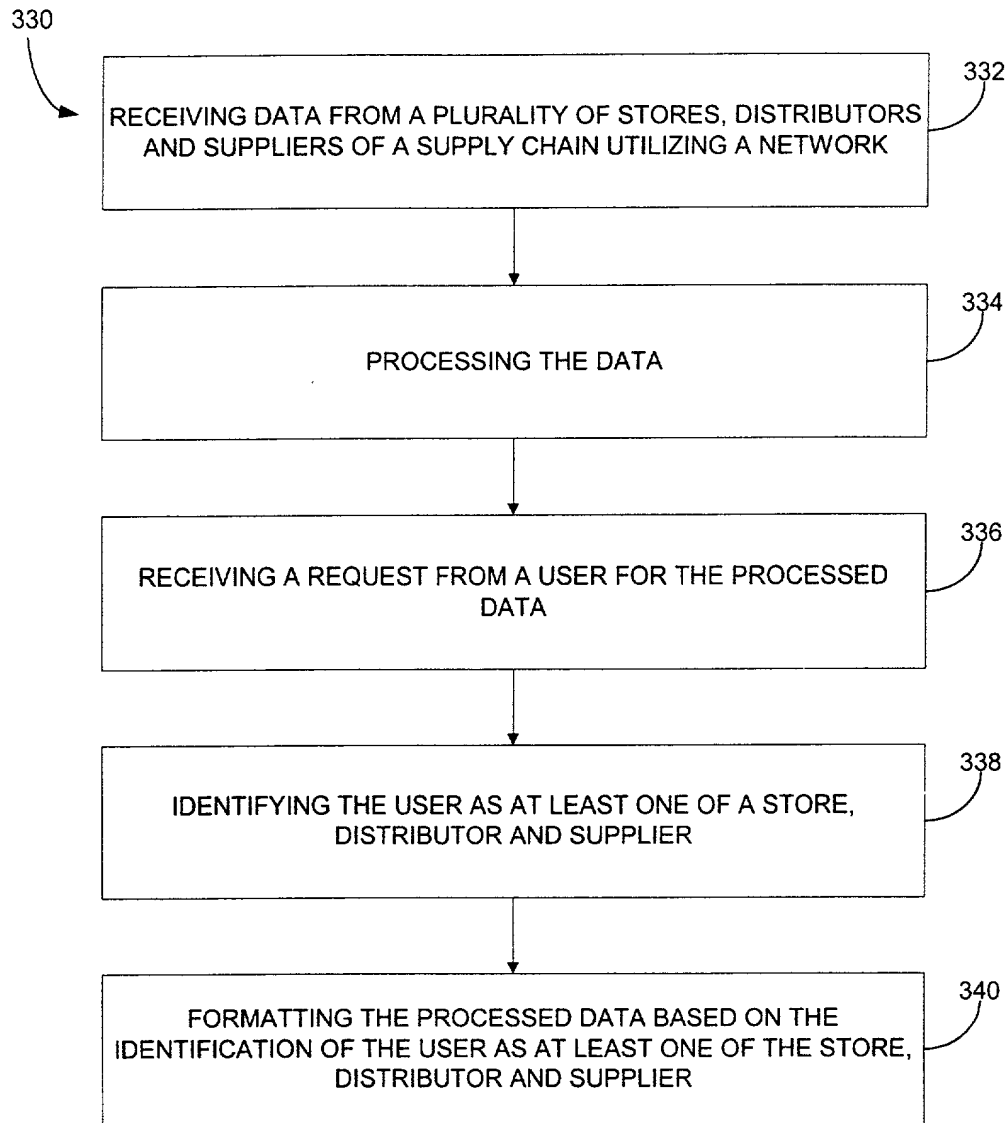 330
332
RECEIVING DATA FROM A PLURALITY OF STORES, DISTRIBUTORS
AND SUPPLIERS OF A SUPPLY CHAIN UTILIZING A NETWORK
334
PROCESSING THE DATA
336
RECEIVING A REQUEST FROM A USER FOR THE PROCESSED
DATA
338
IDENTIFYING THE USER AS AT LEAST ONE OF A STORE,
DISTRIBUTOR AND SUPPLIER
340
FORMATTING THE PROCESSED DATA BASED ON THE
IDENTIFICATION OF THE USER AS AT LEAST ONE OF THE STORE,
DISTRIBUTOR AND SUPPLIER